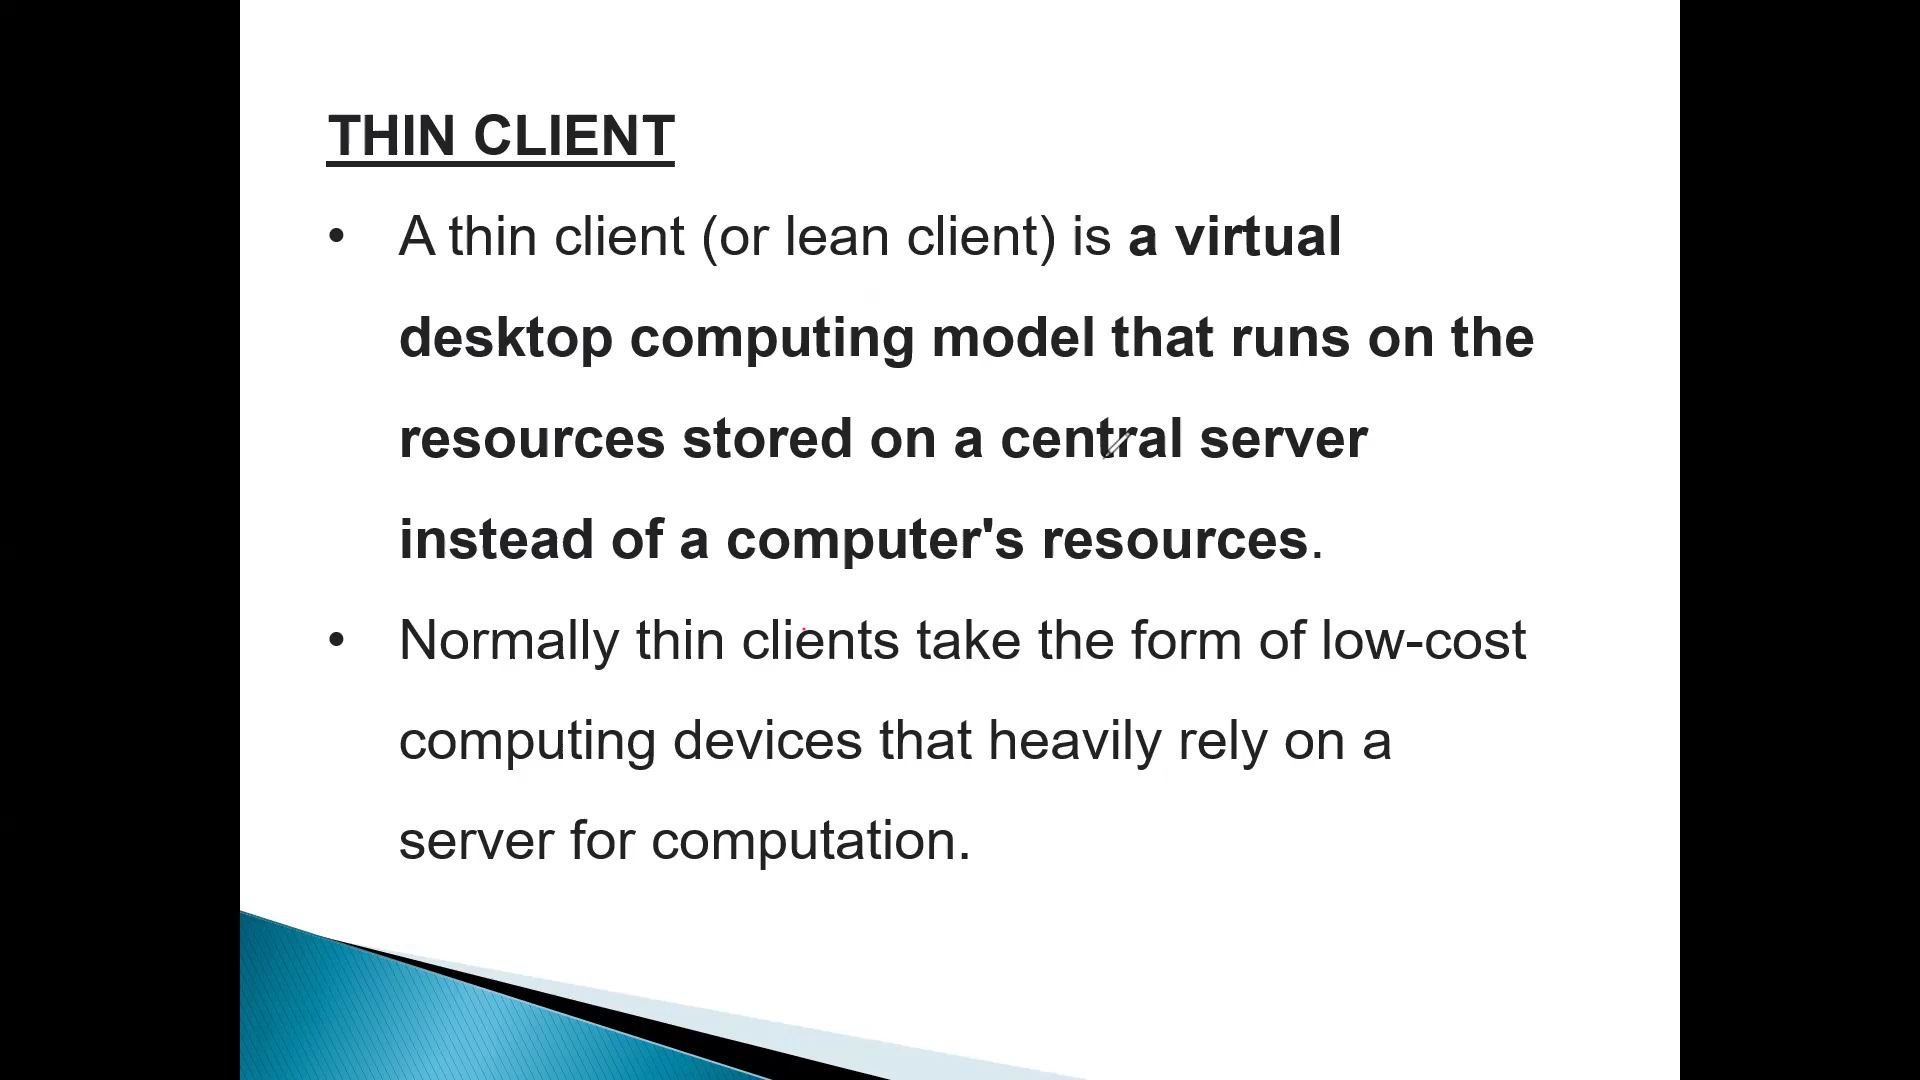 THIN CLIENT
• A thin client (or lean client) is a virtual
desktop computing model that runs on the
resources stored on a central server
instead of a computer's resources.
• Normally thin clients take the form of low-cost
computing devices that heavily rely on a
server for computation.